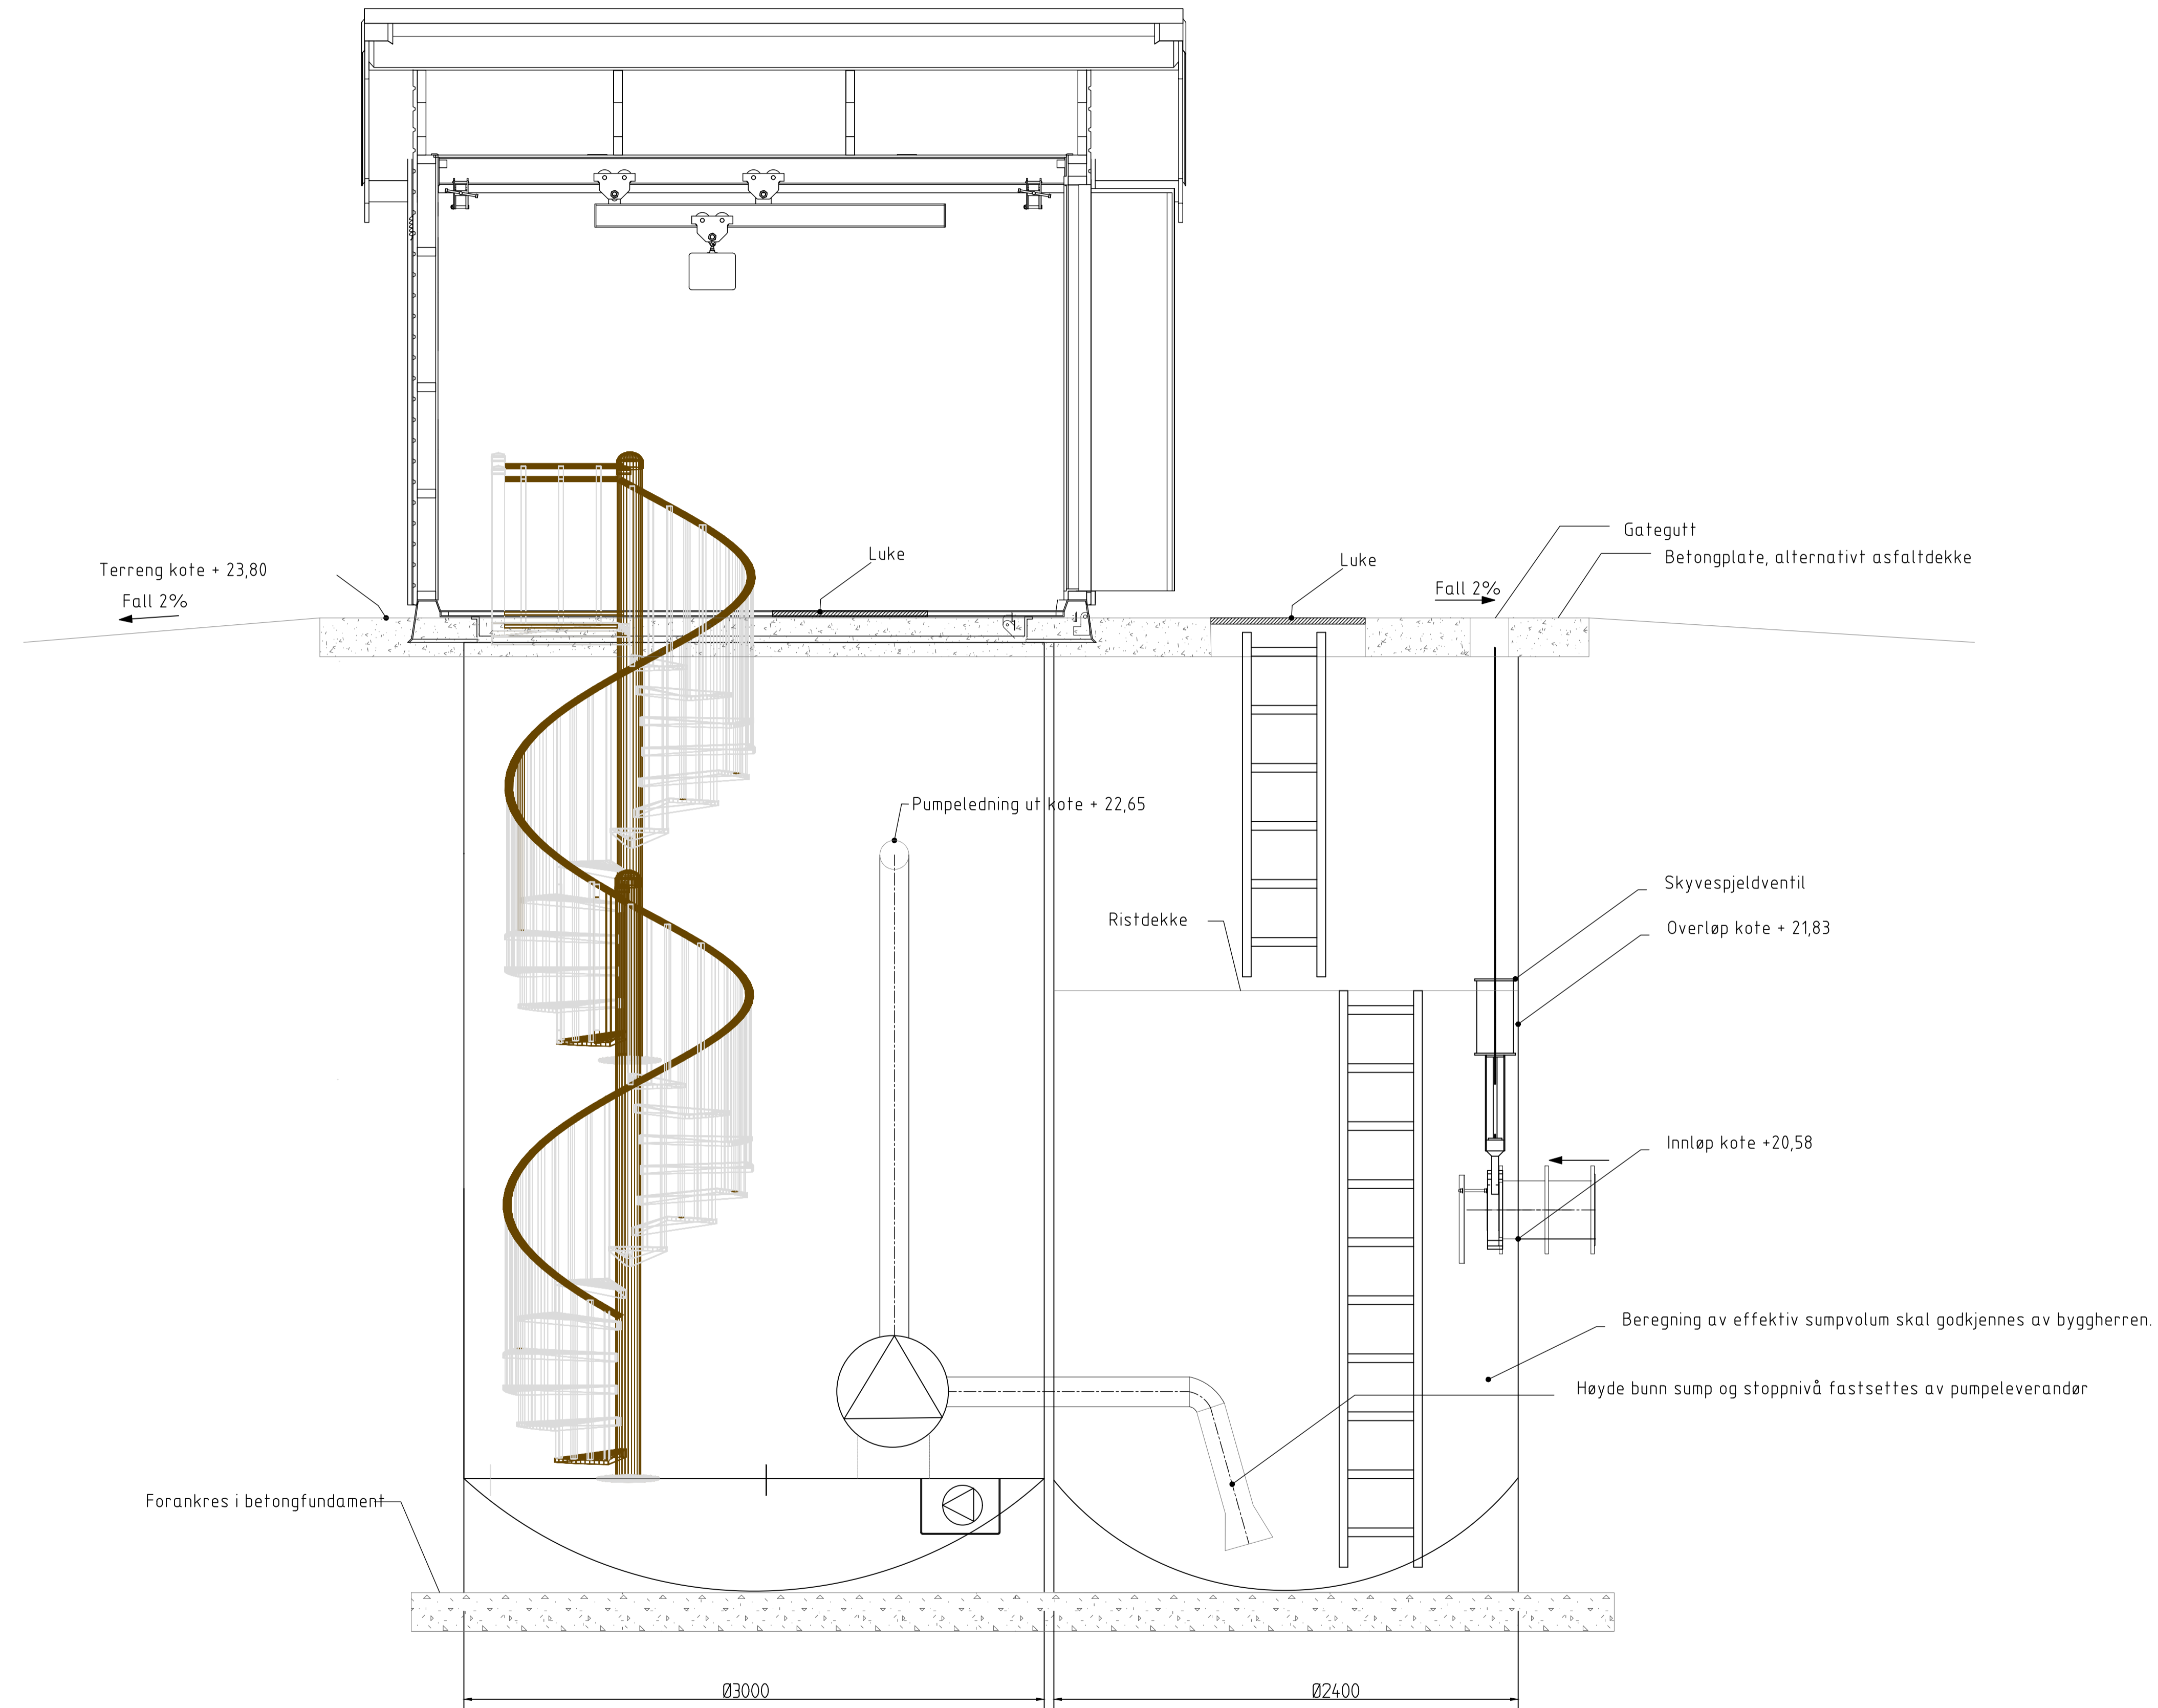 Gategutt
Betongplate, alternativt asfaltdekke
Luke
Luke
Terreng kote + 23,80
Fall 2%
Fall 2%
Pumpeledning ut kote + 22,65
Skyvespjeldventil
Ristdekke
Overløp kote + 21,83
Innløp kote +20,58
Beregning av effektiv sumpvolum skal godkjennes av byggherren.
Høyde bunn sump og stoppnivå fastsettes av pumpeleverandør
Forankres i betongfundament
Ø3000
Ø2400